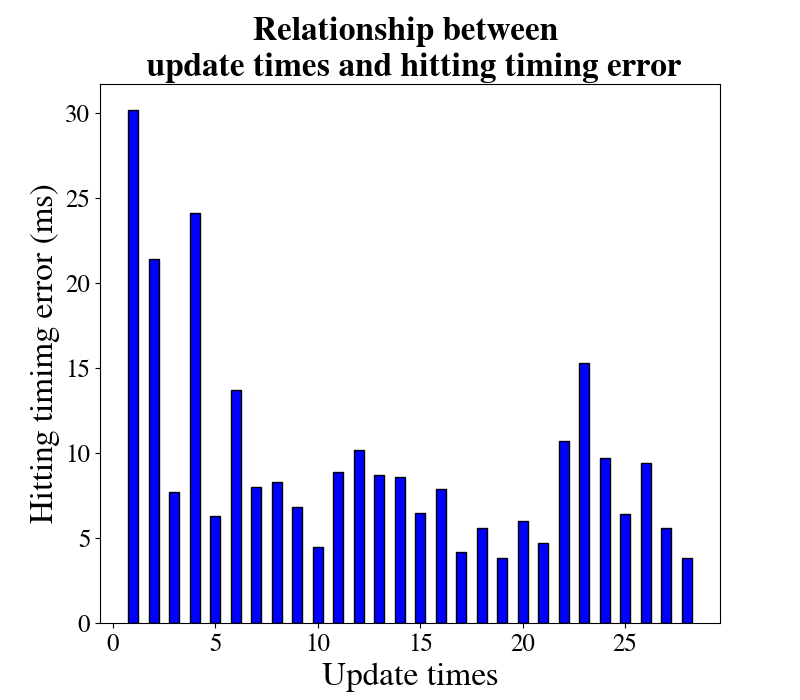 Relationship between
update times and hitting timing error
Hitting timimg error (ms)
30
25
20
15
10
5
0
0 5 10 15 20 25
Update times